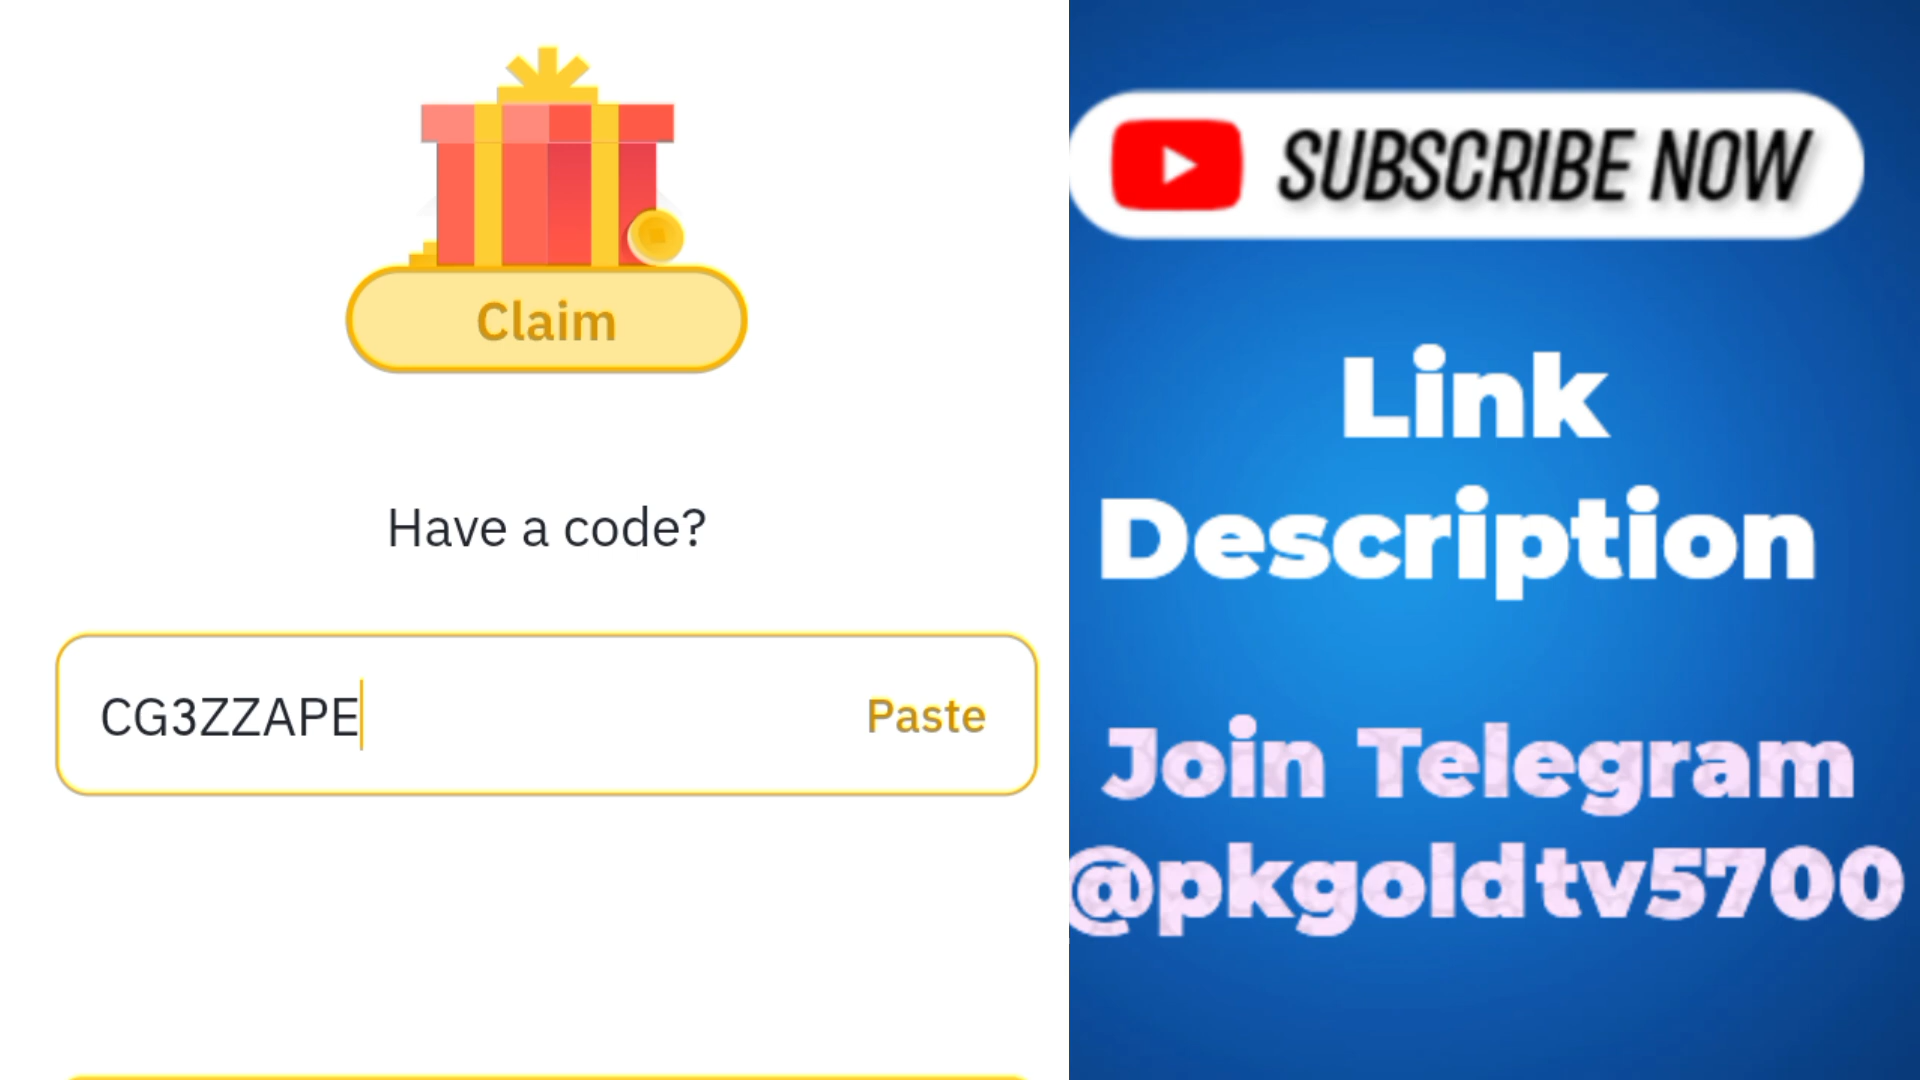 Claim
Have a code?
CG3ZZAPE
Paste
SUBSCRIBE NOW
Link
Description
Join Telegram
@pkgoldtv5700